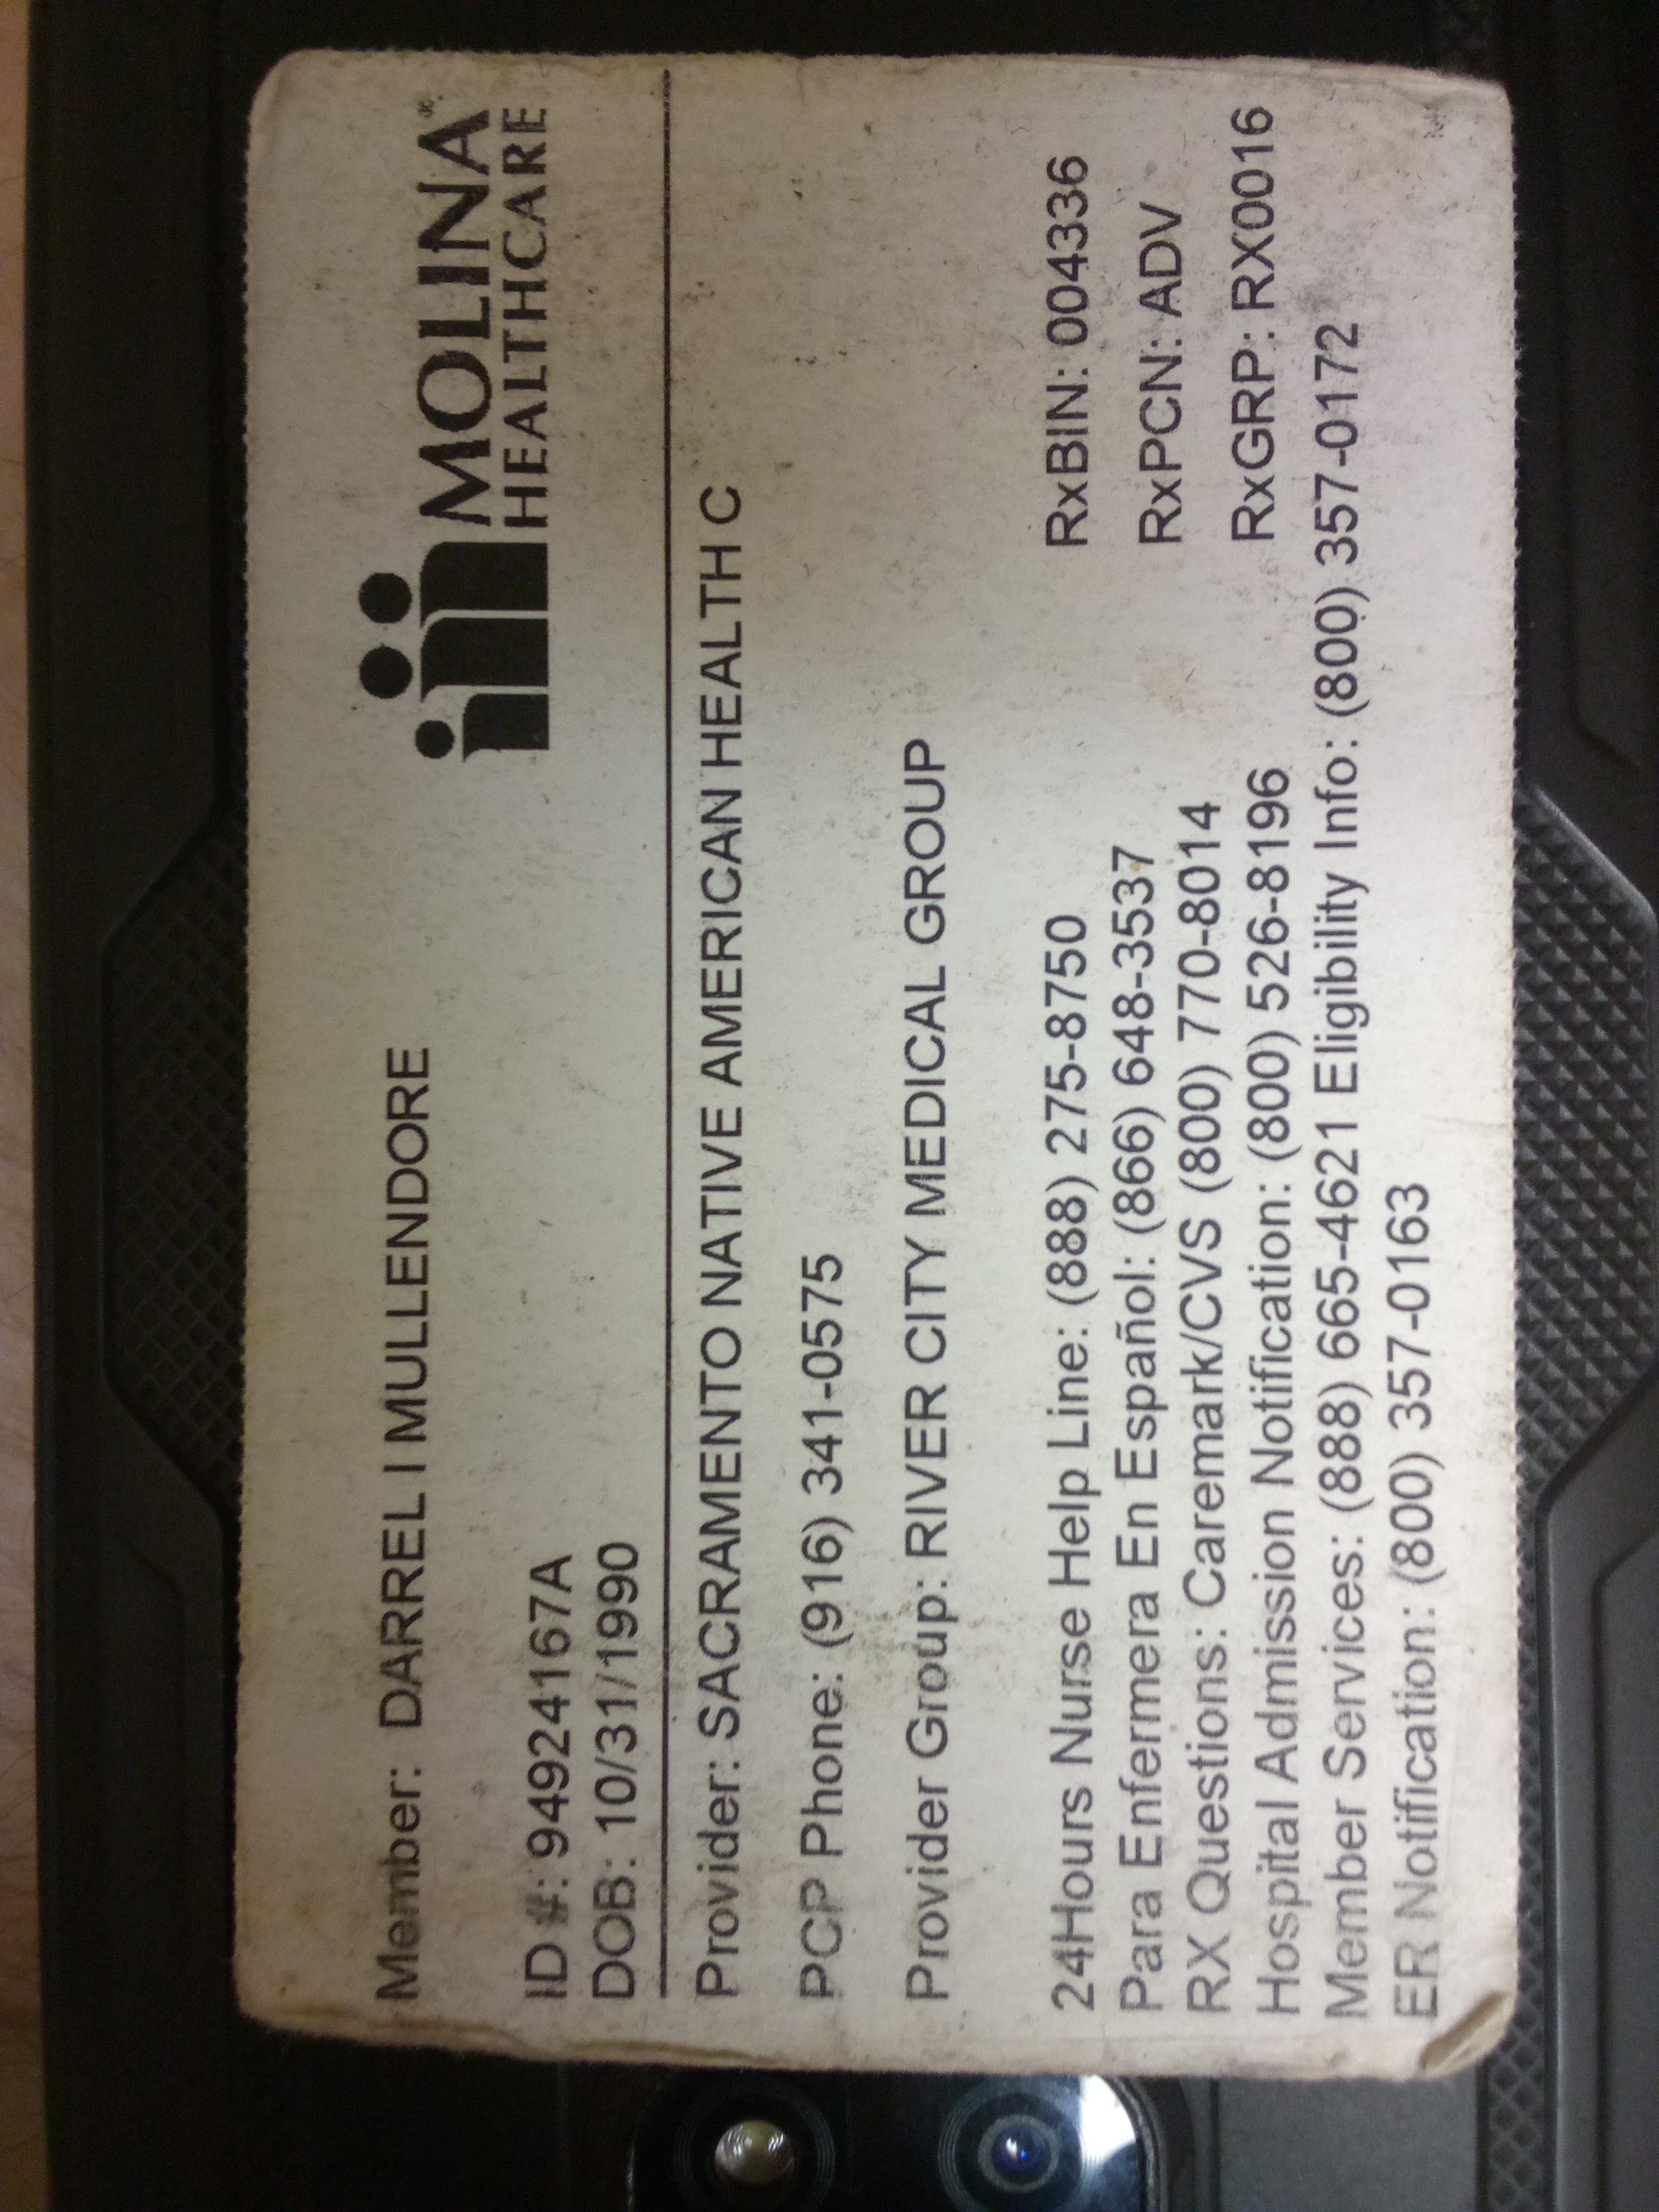 Member: DARREL I MULLENDORE
MOLINA®
HEALTHCARE
ID #: 94924167A
DOB: 10/31/1990
Provider: SACRAMENTO NATIVE AMERICAN HEALTH C
PCP Phone: (916) 341-0575
Provider Group: RIVER CITY MEDICAL GROUP
24Hours Nurse Help Line: (888) 275-8750
RxBIN: 004336
Para Enfermera En Español: (866) 648-3537
RxPCN: ADV
RX Questions: Caremark/CVS (800) 770-8014
RxGRP: RX0016
Hospital Admission Notification: (800) 526-8196
Member Services: (888) 665-4621 Eligibility Info: (800) 357-0172
ER Notification: (800) 357-0163